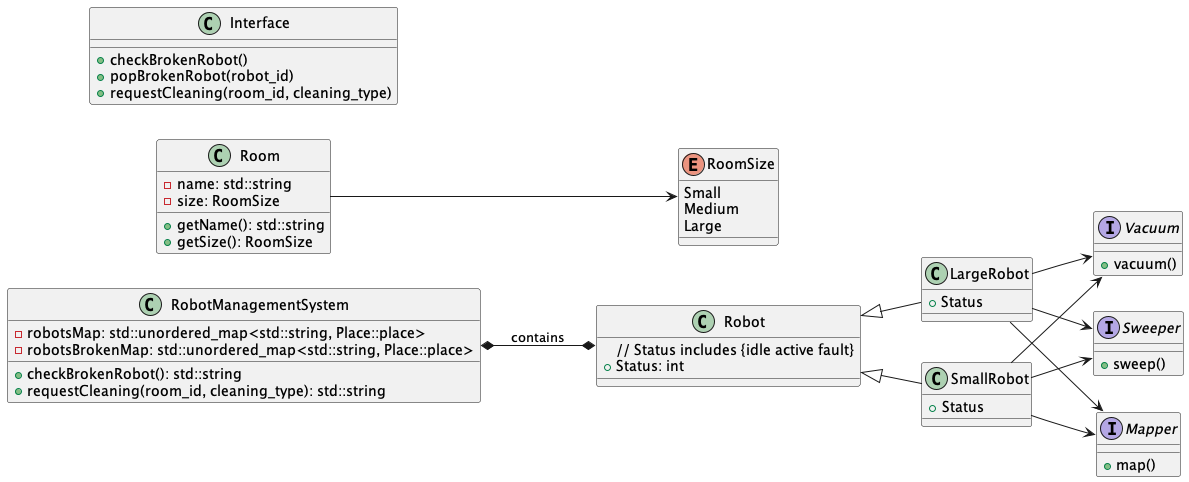 C Interface
checkBrokenRobot()
popBrokenRobot(robot_id)
requestCleaning(room_id, cleaning_type)
C Room
name: std::string
size: RoomSize
getName(): std::string
getSize(): RoomSize
E RoomSize
Small
Medium
Large
C RobotManagementSystem
robotsMap: std::unordered_map<std::string, Place::place>
robotsBrokenMap: std::unordered_map<std::string, Place::place>
checkBrokenRobot(): std::string
requestCleaning(room_id, cleaning_type): std::string
contains
C Robot
// Status includes {idle active fault}
Status: int
C LargeRobot
Status
C SmallRobot
Status
I Vacuum
vacuum()
I Sweeper
sweep()
I Mapper
map()